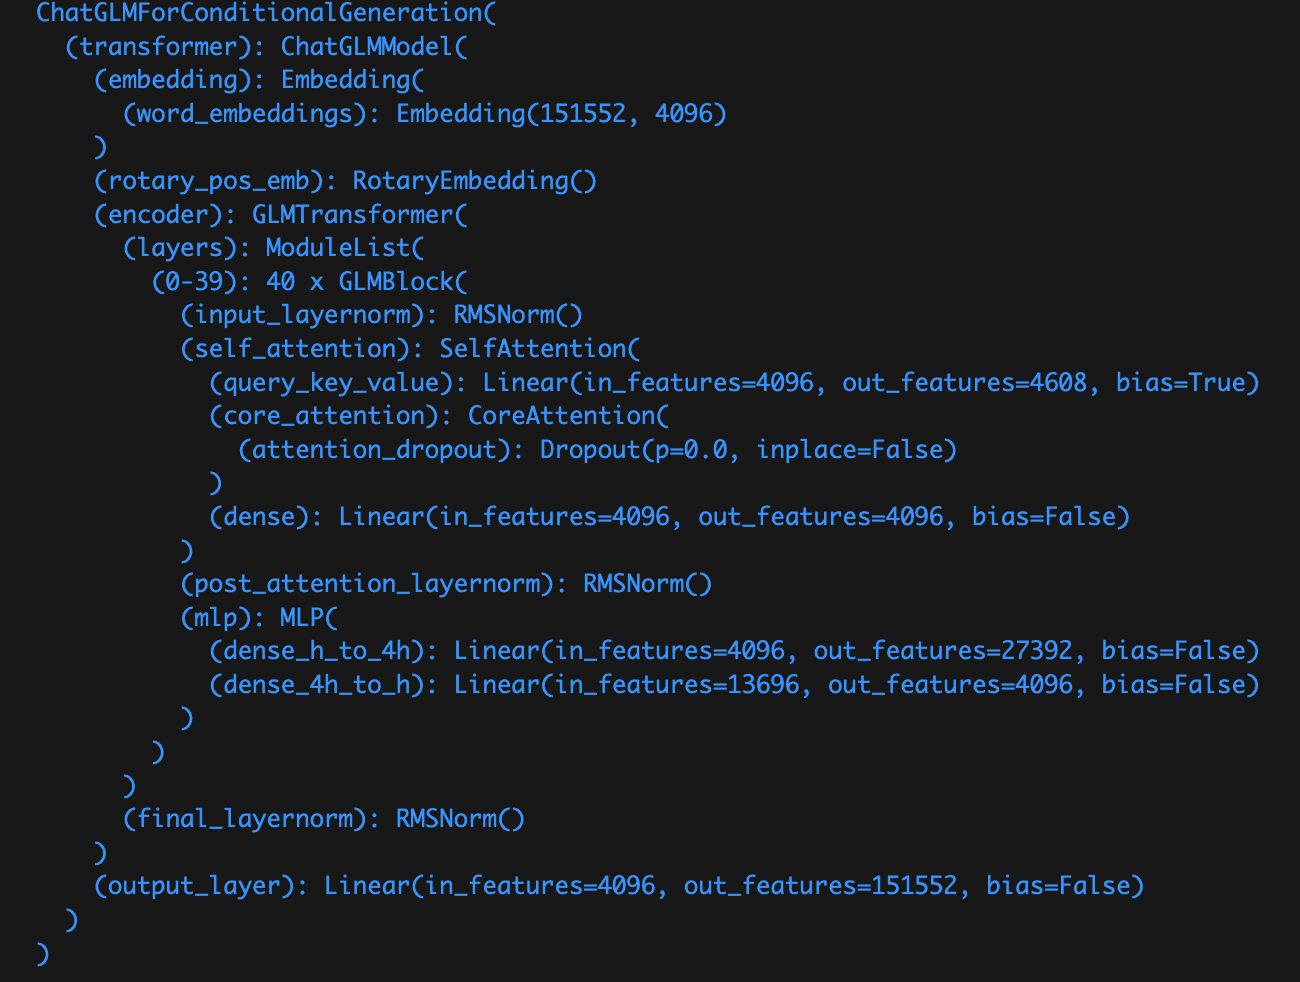 ChatGLMForConditionalGeneration(
  (transformer): ChatGLMModel(
    (embedding): Embedding(
      (word_embeddings): Embedding(151552, 4096)
    )
    (rotary_pos_emb): RotaryEmbedding()
    (encoder): GLMTransformer(
      (layers): ModuleList(
        (0-39): 40 x GLMBlock(
          (input_layernorm): RMSNorm()
          (self_attention): SelfAttention(
            (query_key_value): Linear(in_features=4096, out_features=4608, bias=True)
            (core_attention): CoreAttention(
              (attention_dropout): Dropout(p=0.0, inplace=False)
            )
            (dense): Linear(in_features=4096, out_features=4096, bias=False)
          )
          (post_attention_layernorm): RMSNorm()
          (mlp): MLP(
            (dense_h_to_4h): Linear(in_features=4096, out_features=27392, bias=False)
            (dense_4h_to_h): Linear(in_features=13696, out_features=4096, bias=False)
          )
        )
      )
      (final_layernorm): RMSNorm()
    )
    (output_layer): Linear(in_features=4096, out_features=151552, bias=False)
  )
)